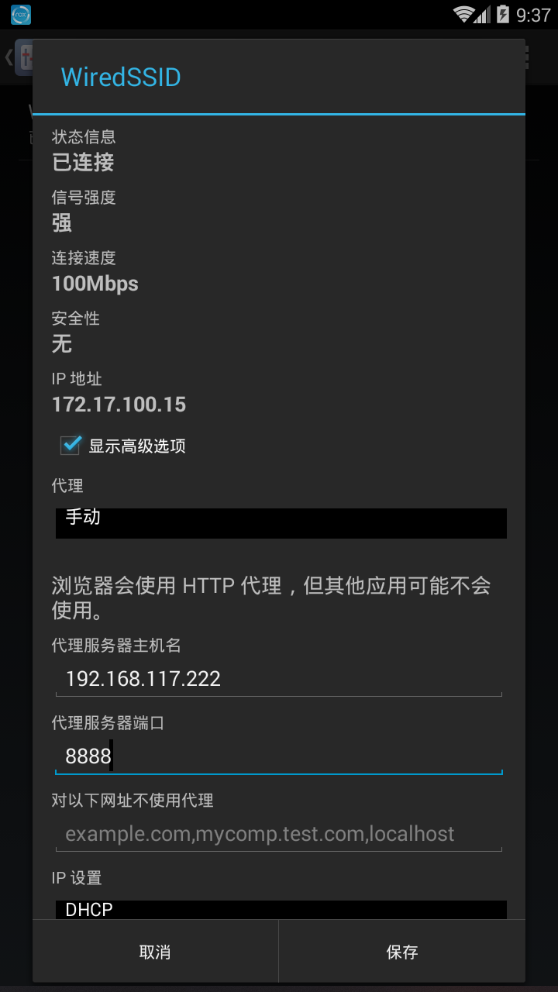 9:37
WiredSSID
状态信息
已连接
信号强度
强
连接速度
100Mbps
安全性
无
IP 地址
172.17.100.15
显示高级选项
代理
手动
浏览器会使用 HTTP 代理，但其他应用可能不会
使用。
代理服务器主机名
192.168.117.222
代理服务器端口
8888
对以下网址不使用代理
example.com,mycomp.test.com,localhost
IP 设置
DHCP
取消
保存